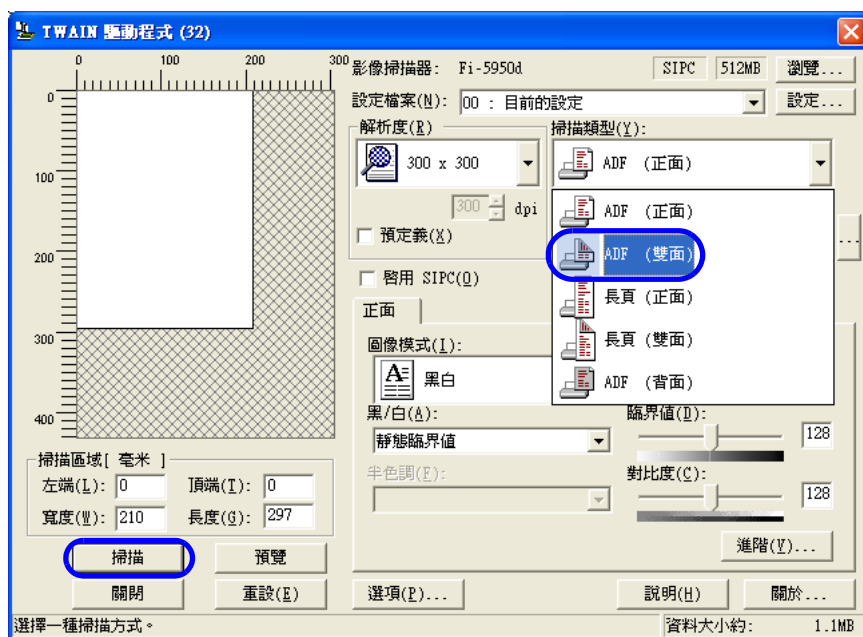 TWAIN 驅動程式 (32)
0 100 200 300
0
100
200
300
400
影像掃描器: Fi-5950d SIPC 512MB 瀏覽...
設定檔案(N): 00 : 目前的設定 設定...
解析度(R)
300 x 300
300 dpi
預定義(X)
掃描類型(Y):
ADF (正面)
ADF (正面)
ADF (雙面)
長頁 (正面)
長頁 (雙面)
ADF (背面)
...
啓用 SIPC(Q)
正面
圖像模式(I):
黑白
黑/白(A):
靜態臨界值
半色調(F):
臨界值(D):
128
對比度(C):
128
進階(V)...
掃描區域[ 毫米 ]
左端(L): 0 頂端(T): 0
寬度(W): 210 長度(G): 297
掃描 預覽
關閉 重設(E) 選項(P)... 説明(H) 關於...
選擇一種掃描方式。 資料大小約: 1.1MB